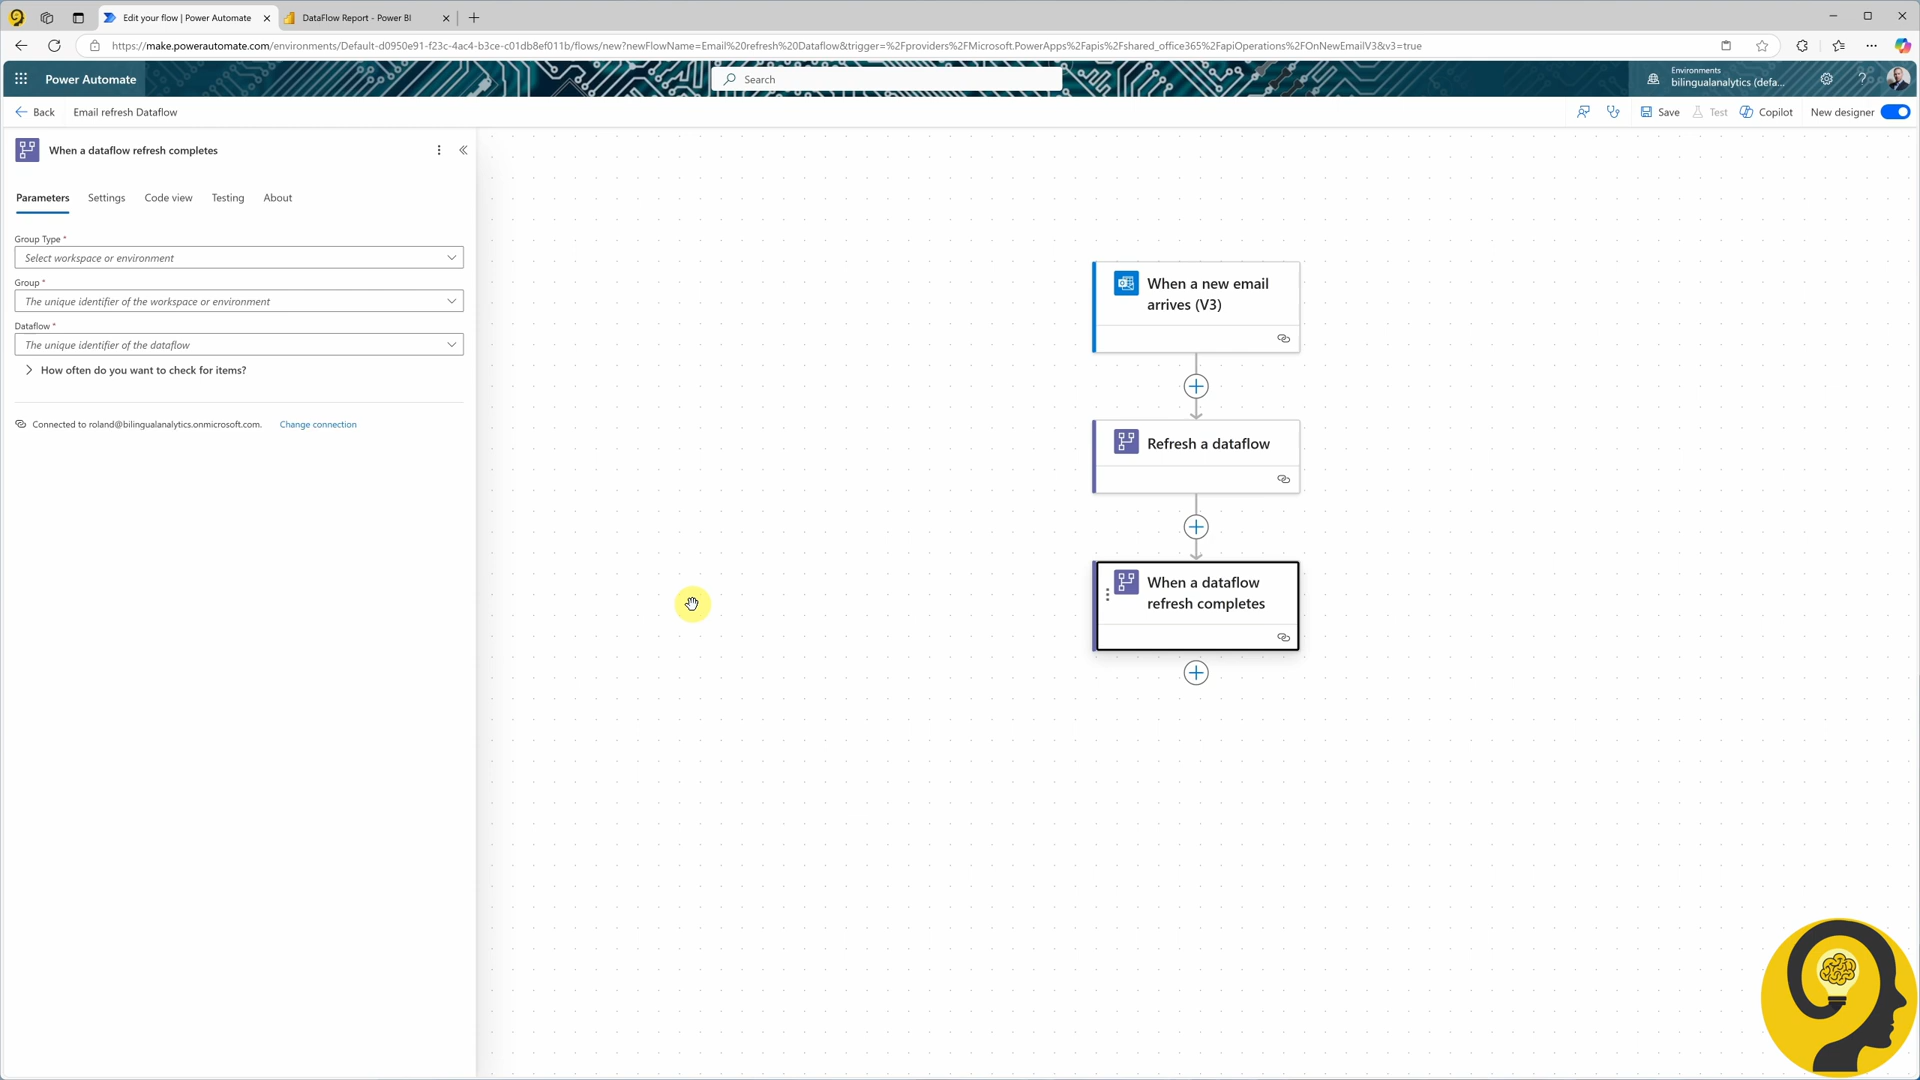 Edit your flow | Power Automate
DataFlow Report - Power BI
https://make.powerautomate.com/environments/Default-d0950e91-f23c-4ac4-b3ce-c01db8ef011b/flows/new?newFlowName=Email%20refresh%20Dataflow&trigger=%2Fproviders%2FMicrosoft.PowerApps%2Fapis%2Fshared_office365%2FapiOperations%2FOnNewEmailV3&v3=true
Power Automate
Search
Environments
bilingualanalytics (defa...
Back
Email refresh Dataflow
Save
Test
Copilot
New designer
When a dataflow refresh completes
Parameters
Settings
Code view
Testing
About
Group Type *
Select workspace or environment
Group *
The unique identifier of the workspace or environment
Dataflow *
The unique identifier of the dataflow
How often do you want to check for items?
Connected to roland@bilingualanalytics.onmicrosoft.com.
Change connection
When a new email
arrives (V3)
Refresh a dataflow
When a dataflow
refresh completes